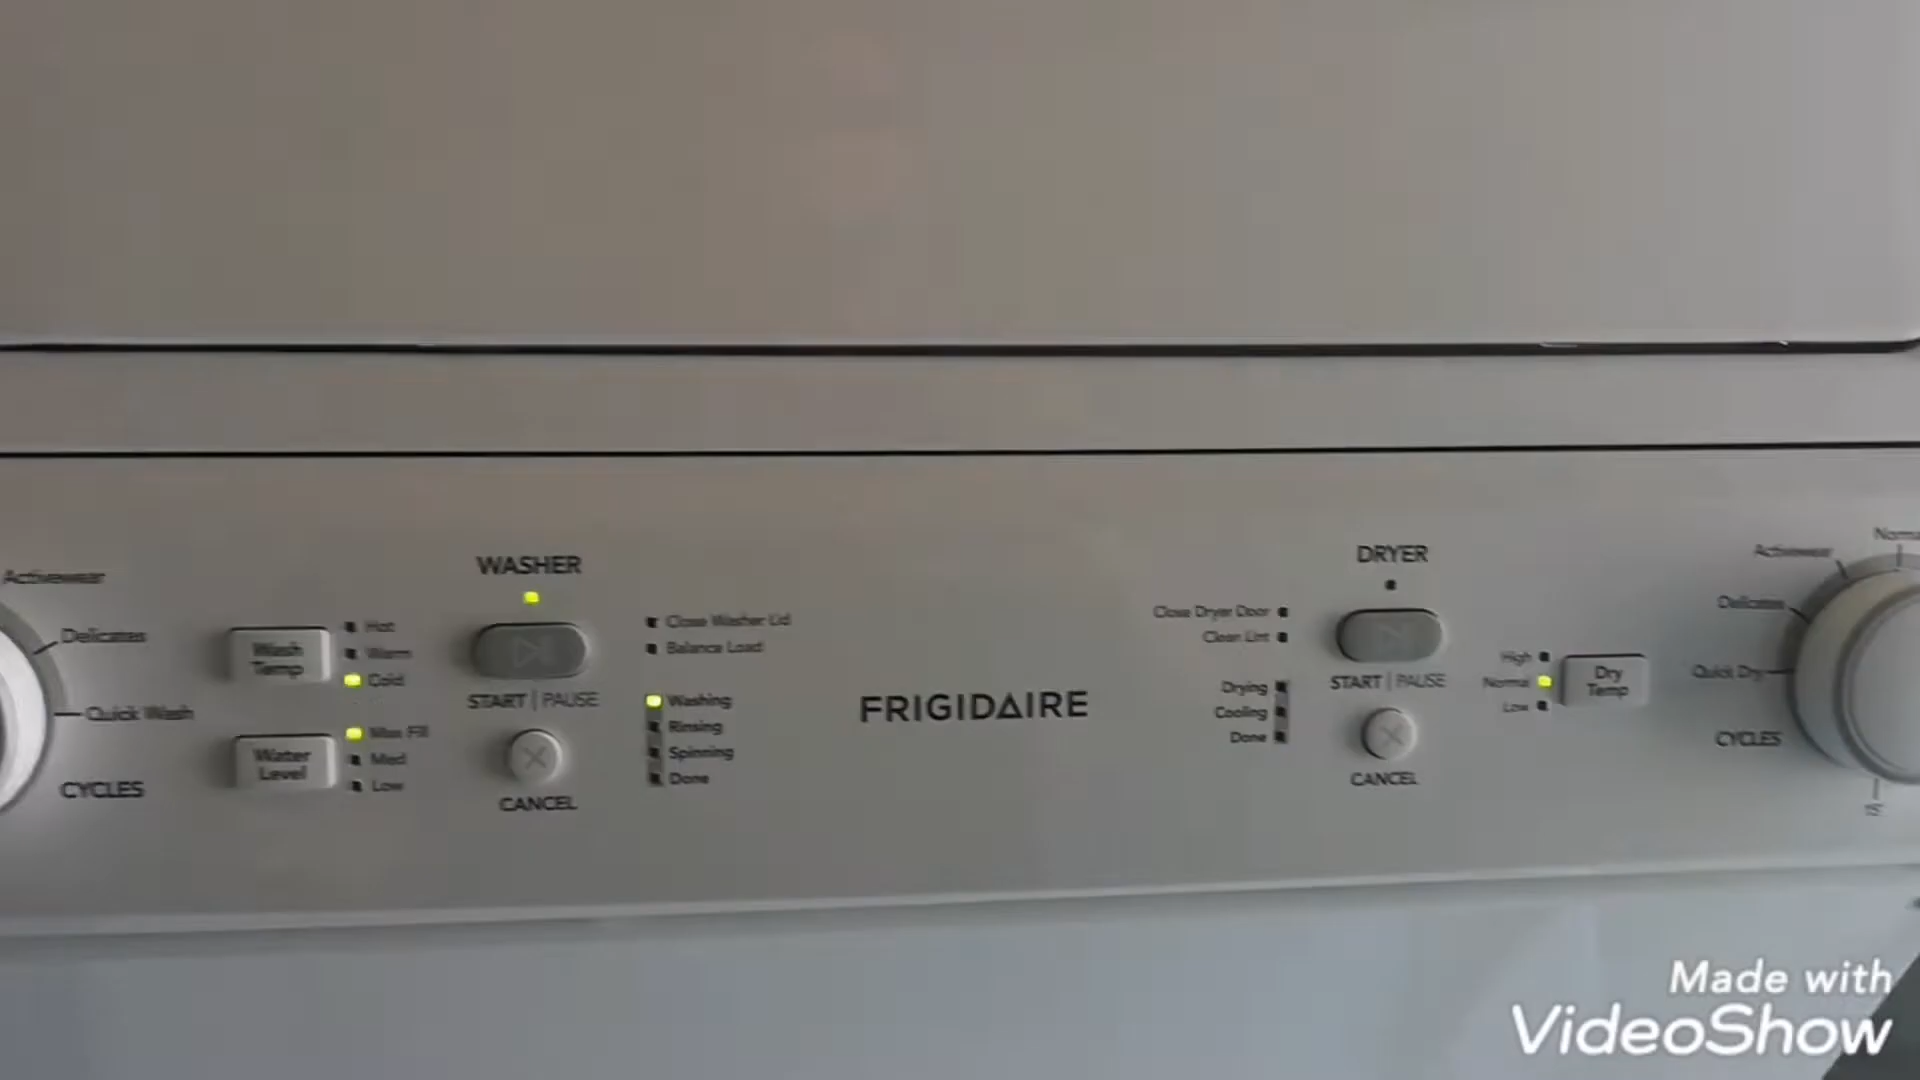 Activewear
Delicates
Quick Wash
CYCLES
Wash
Temp
Hot
Warm
Cold
Water
Level
Max Fill
Med
Low
WASHER
START | PAUSE
CANCEL
Close Washer Lid
Balance Load
Washing
Rinsing
Spinning
Done
FRIGIDAIRE
Close Dryer Door
Clean Lint
Drying
Cooling
Done
DRYER
START | PAUSE
CANCEL
High
Normal
Low
Dry
Temp
Activewear
Delicates
Quick Dry
CYCLES
15
Made with
VideoShow